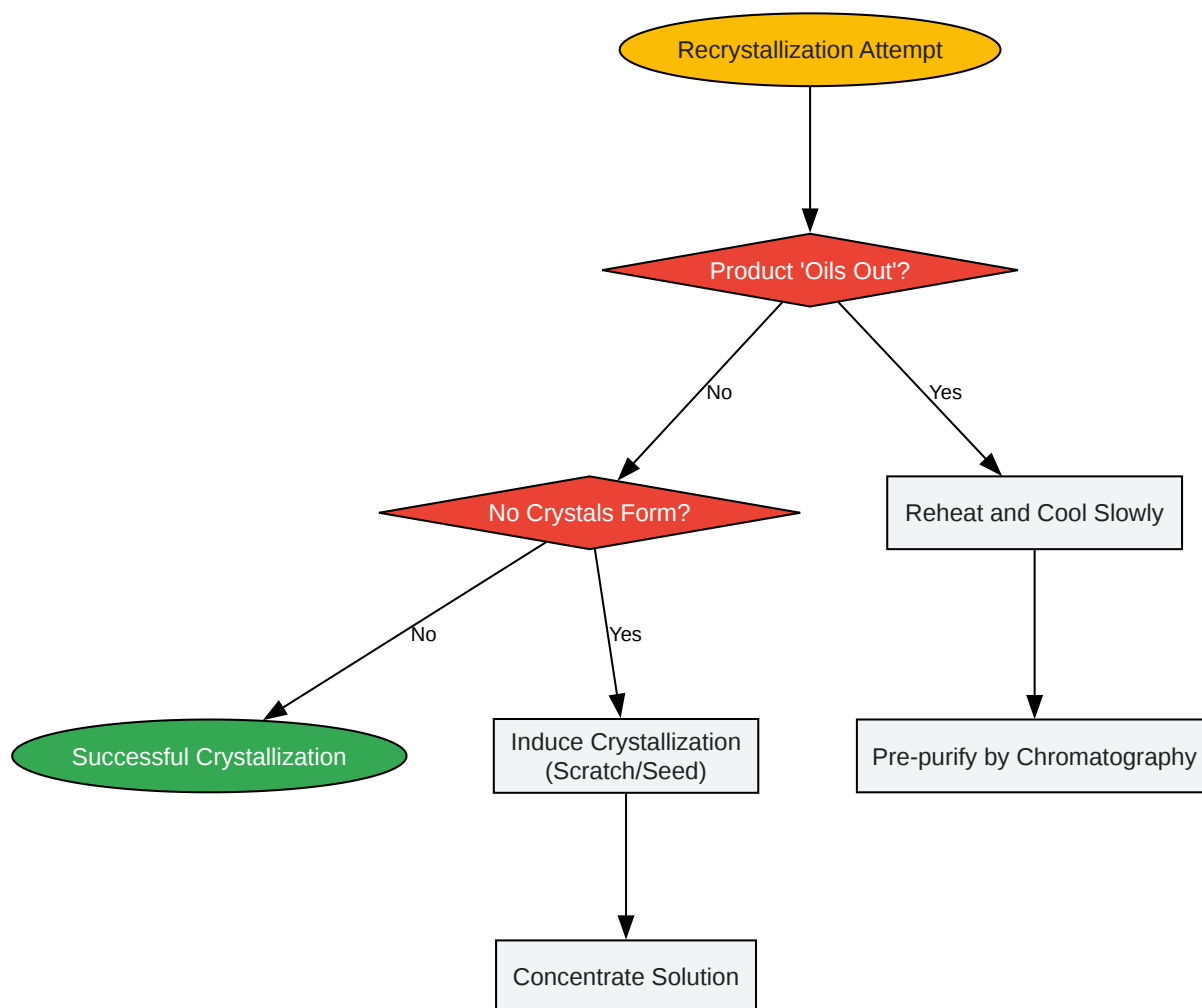 Recrystallization Attempt
Product 'Oils Out'?
No
Yes
No Crystals Form?
Reheat and Cool Slowly
No
Yes
Successful Crystallization
Induce Crystallization
(Scratch/Seed)
Pre-purify by Chromatography
Concentrate Solution